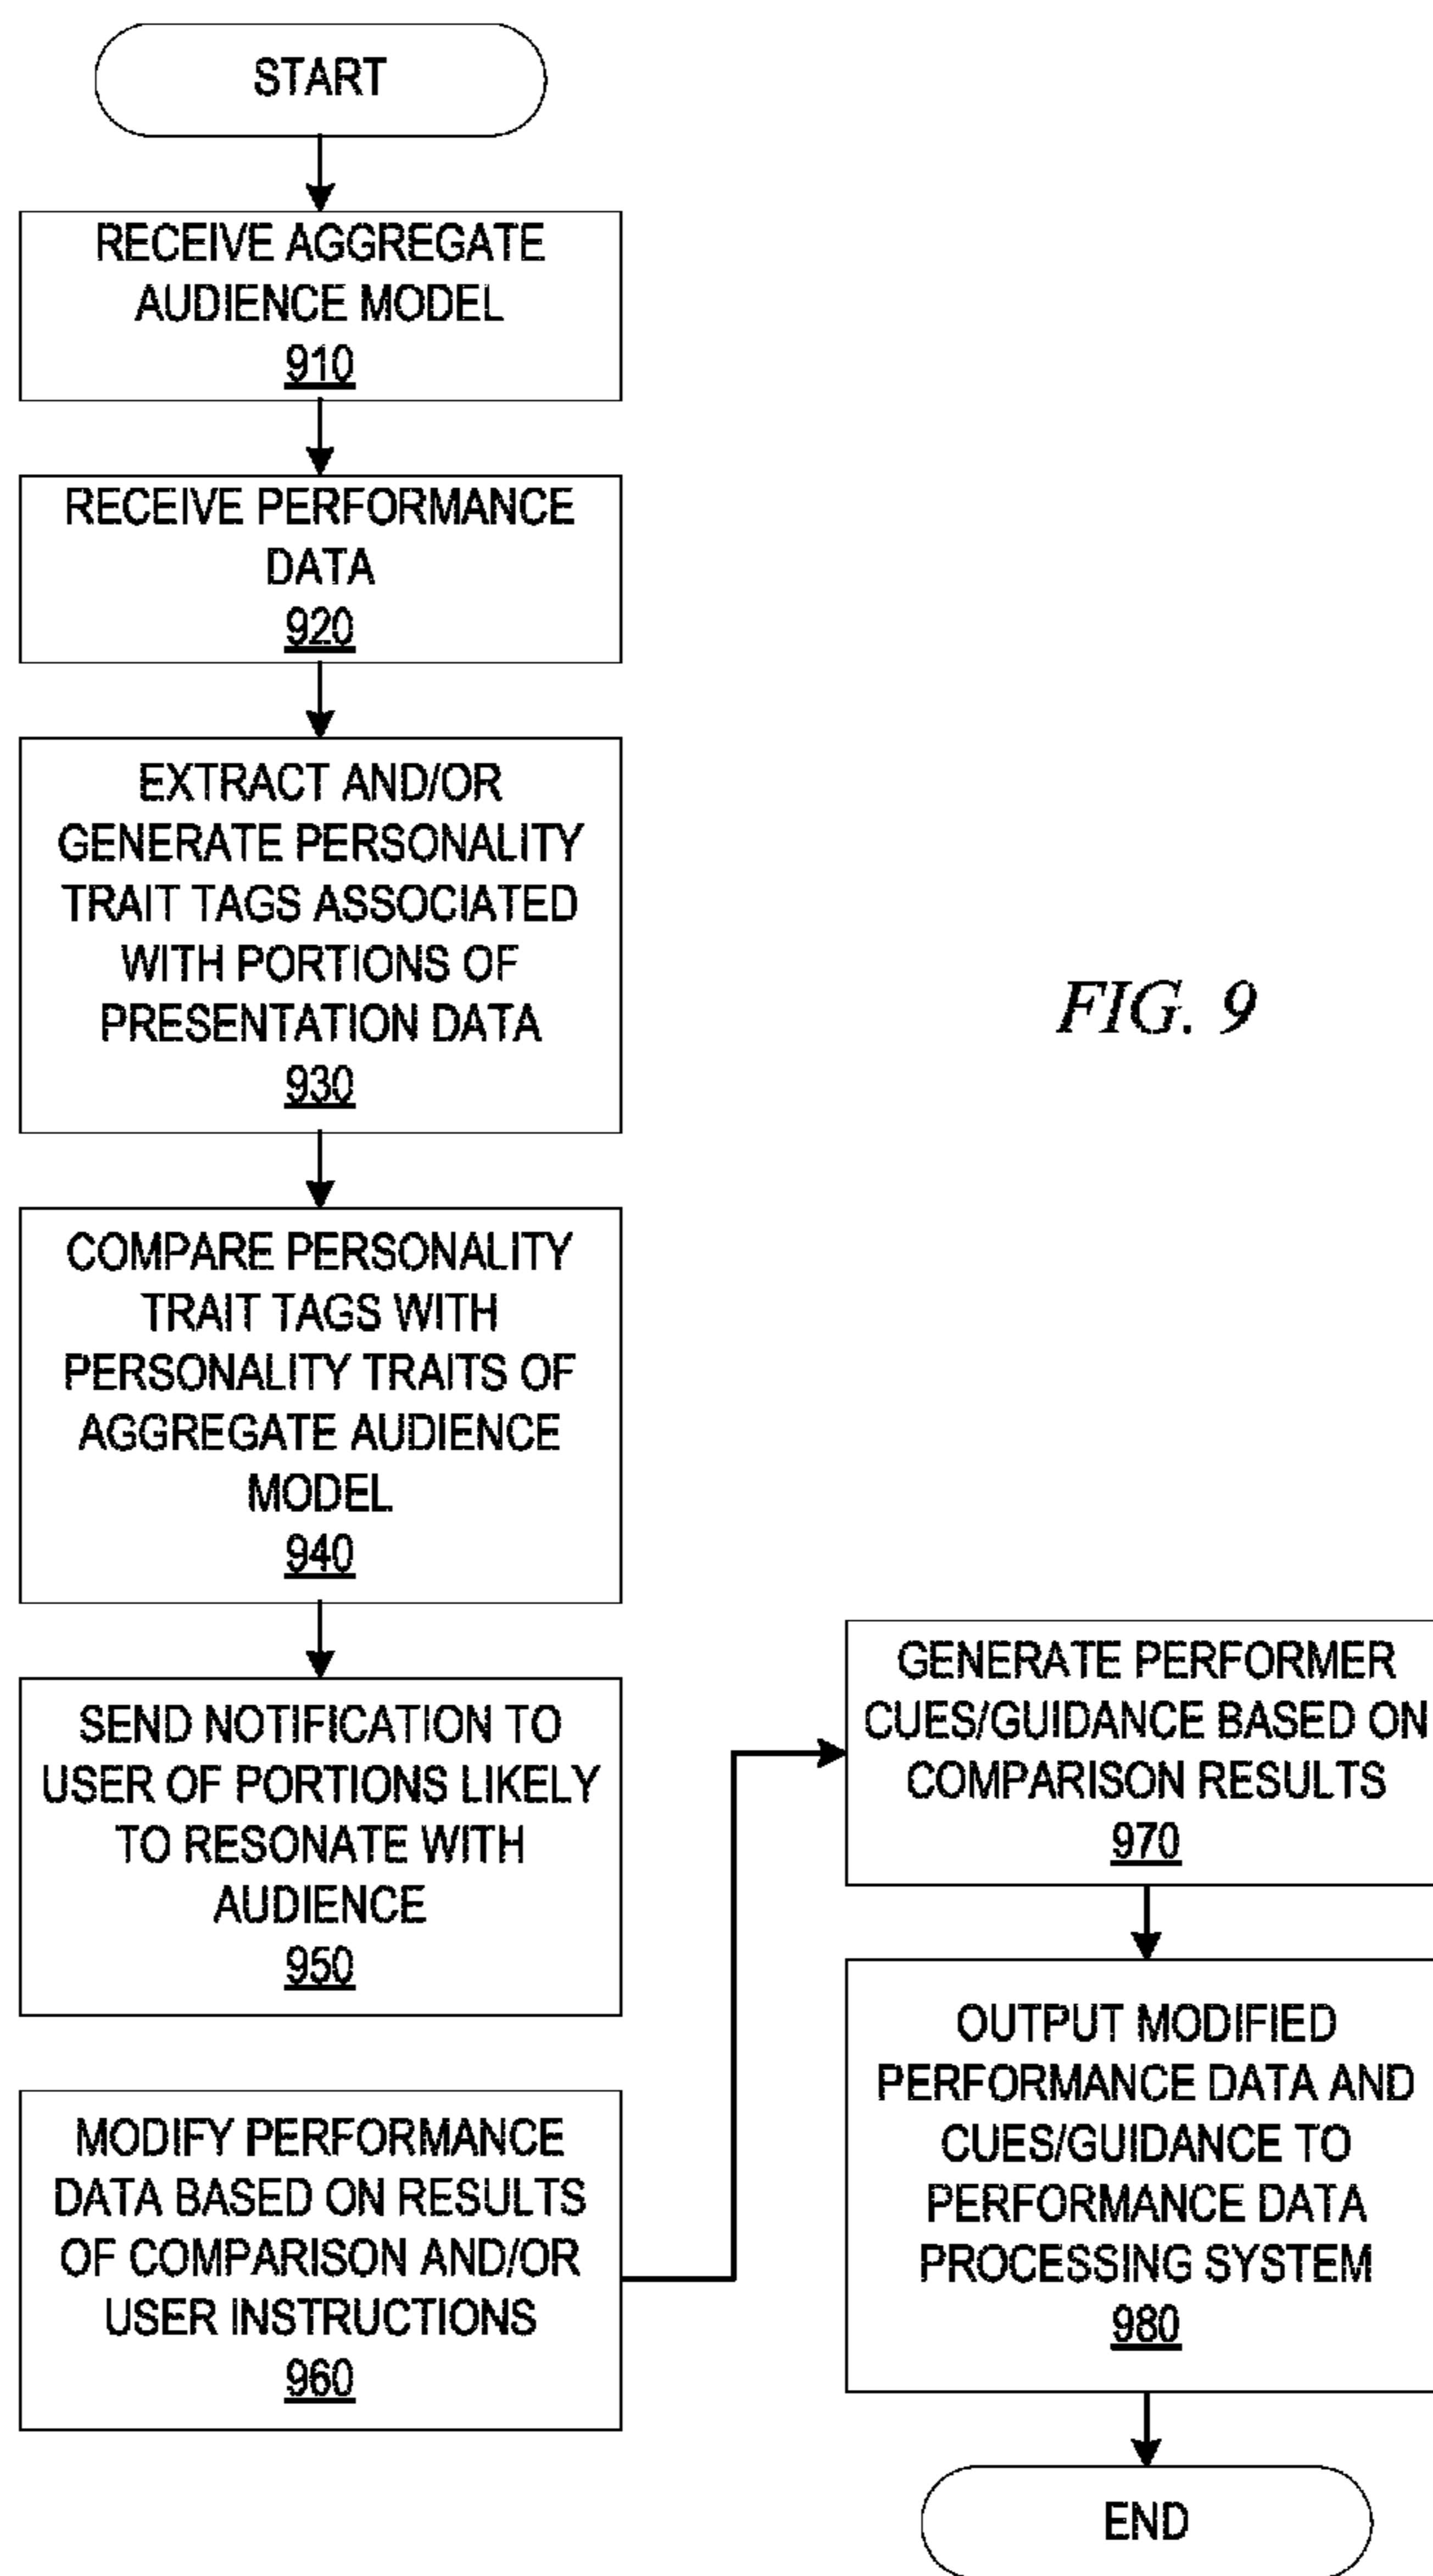 START
RECEIVE AGGREGATE
AUDIENCE MODEL
910
RECEIVE PERFORMANCE
DATA
920
EXTRACT AND/OR
GENERATE PERSONALITY
TRAIT TAGS ASSOCIATED
WITH PORTIONS OF
PRESENTATION DATA
930
COMPARE PERSONALITY
TRAIT TAGS WITH
PERSONALITY TRAITS OF
AGGREGATE AUDIENCE
MODEL
940
SEND NOTIFICATION TO
USER OF PORTIONS LIKELY
TO RESONATE WITH
AUDIENCE
950
MODIFY PERFORMANCE
DATA BASED ON RESULTS
OF COMPARISON AND/OR
USER INSTRUCTIONS
960
GENERATE PERFORMER
CUES/GUIDANCE BASED ON
COMPARISON RESULTS
970
OUTPUT MODIFIED
PERFORMANCE DATA AND
CUES/GUIDANCE TO
PERFORMANCE DATA
PROCESSING SYSTEM
980
END
FIG. 9